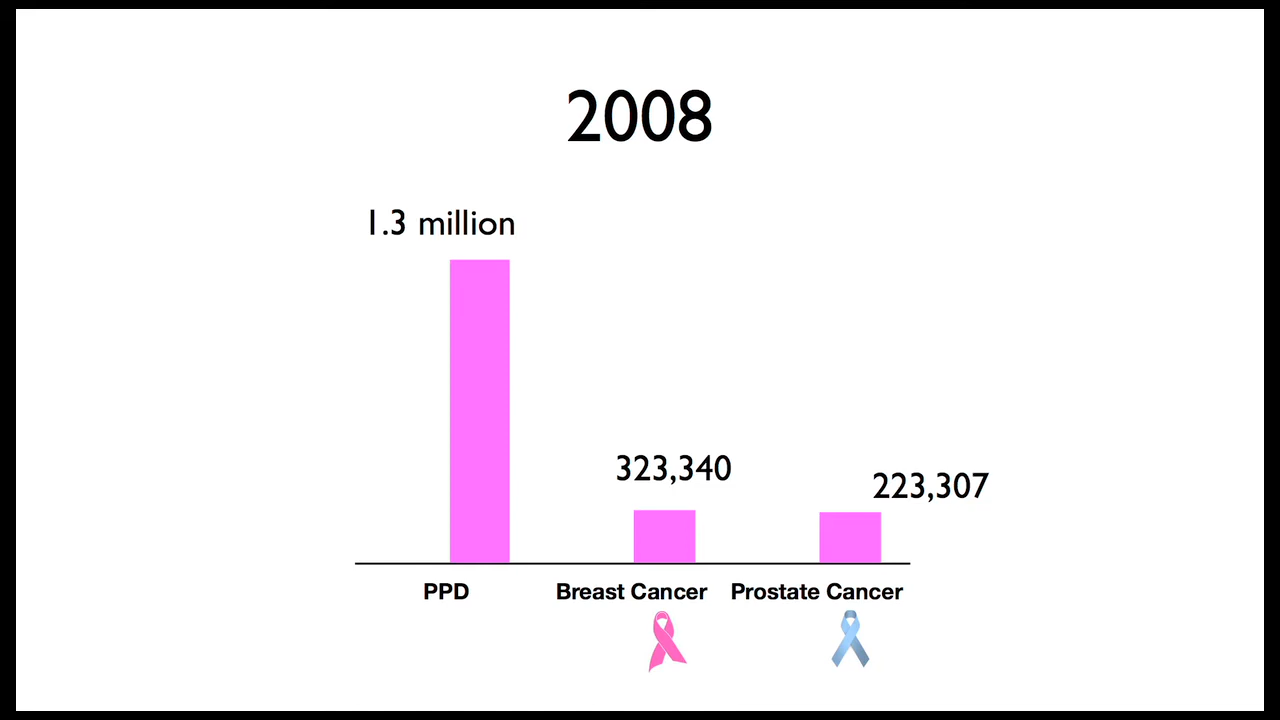 2008
1.3 million
323,340
223,307
PPD
Breast Cancer
Prostate Cancer